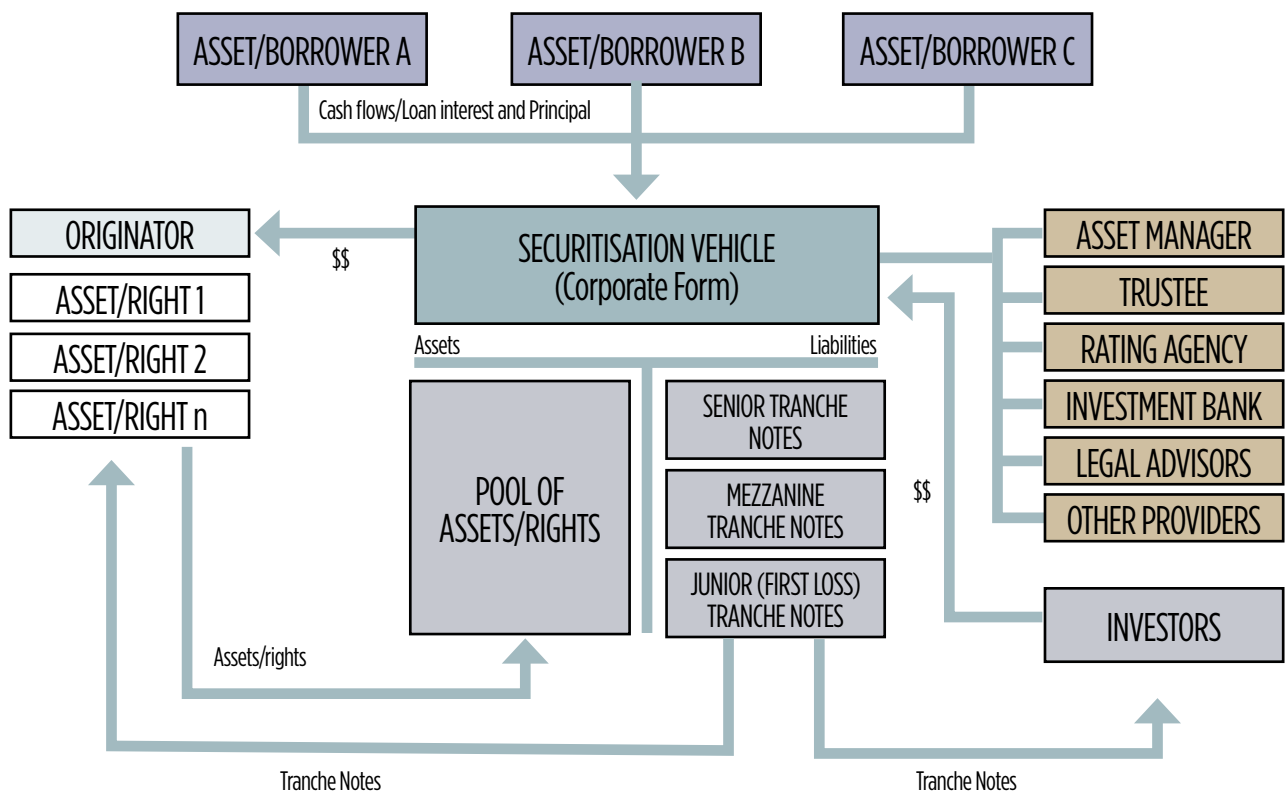 ASSET/BORROWER A
ASSET/BORROWER B
ASSET/BORROWER C
Cash flows/Loan interest and Principal
ORIGINATOR
ASSET/RIGHT 1
ASSET/RIGHT 2
ASSET/RIGHT n
$$
SECURITISATION VEHICLE
(Corporate Form)
Assets
Liabilities
POOL OF
ASSETS/RIGHTS
SENIOR TRANCHE
NOTES
MEZZANINE
TRANCHE NOTES
JUNIOR (FIRST LOSS)
TRANCHE NOTES
$$
ASSET MANAGER
TRUSTEE
RATING AGENCY
INVESTMENT BANK
LEGAL ADVISORS
OTHER PROVIDERS
INVESTORS
Assets/rights
Tranche Notes
Tranche Notes